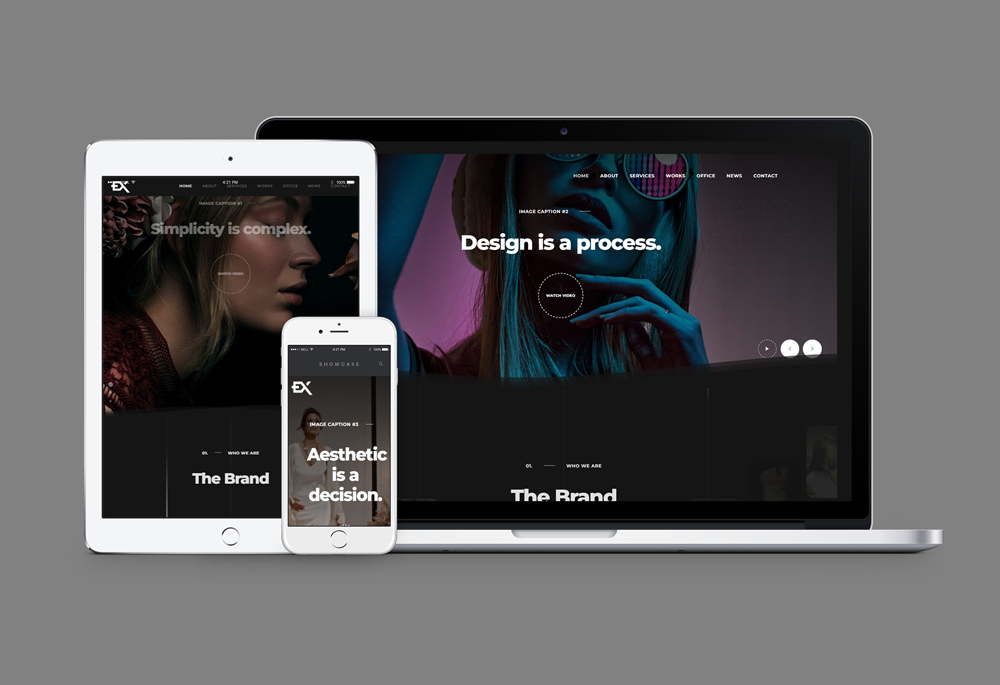 EX
4:21 PM
100%
HOME ABOUT SERVICES WORKS OFFICE NEWS CONTACT
IMAGE CAPTION #1
Simplicity is complex.
WATCH VIDEO
01. WHO WE ARE
The Brand
BELL 4:21 PM 100%
SHOWCASE
EX
IMAGE CAPTION #3
Aesthetic
is a
decision.
HOME ABOUT SERVICES WORKS OFFICE NEWS CONTACT
IMAGE CAPTION #2
Design is a process.
WATCH VIDEO
01. WHO WE ARE
The Brand